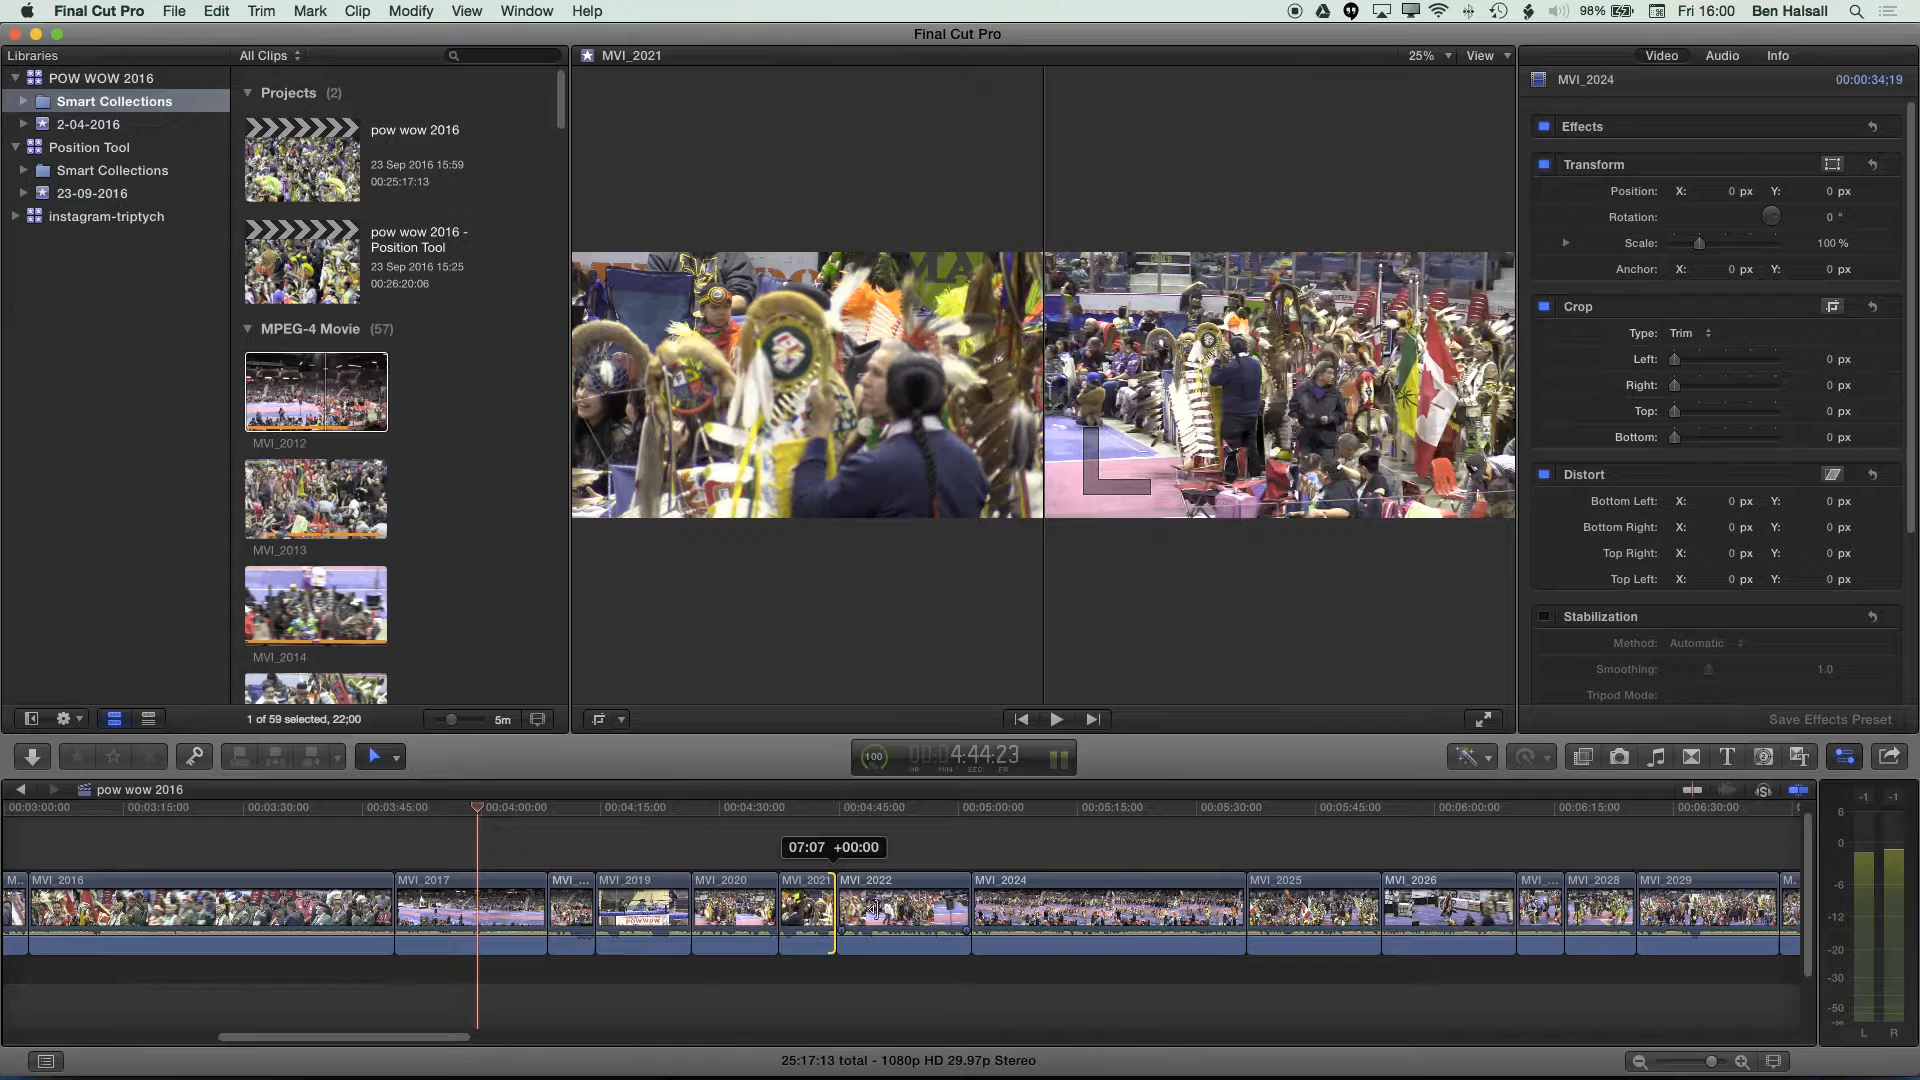 Final Cut Pro File Edit Trim Mark Clip Modify View Window Help 98% Fri 16:00 Ben Halsall
Final Cut Pro
Libraries All Clips MVI_2021 25% View Video Audio Info
POW WOW 2016
Smart Collections
2-04-2016
Position Tool
Smart Collections
23-09-2016
instagram-triptych
Projects (2)
pow wow 2016
23 Sep 2016 15:59
00:25:17:13
pow wow 2016 -
Position Tool
23 Sep 2016 15:25
00:26:20:06
MPEG-4 Movie (57)
MVI_2012
MVI_2013
MVI_2014
1 of 59 selected, 22;00 5m
MVI_2024 00:00:34;19
Effects
Transform
Position: X: 0 px Y: 0 px
Rotation: 0 °
Scale: 100 %
Anchor: X: 0 px Y: 0 px
Crop
Type: Trim
Left: 0 px
Right: 0 px
Top: 0 px
Bottom: 0 px
Distort
Bottom Left: X: 0 px Y: 0 px
Bottom Right: X: 0 px Y: 0 px
Top Right: X: 0 px Y: 0 px
Top Left: X: 0 px Y: 0 px
Stabilization
Method: Automatic
Smoothing: 1.0
Tripod Mode:
Save Effects Preset
100 % 00:04:44:23
HR MIN SEC FR
pow wow 2016
00:03:00:00 00:03:15:00 00:03:30:00 00:03:45:00 00:04:00:00 00:04:15:00 00:04:30:00 00:04:45:00 00:05:00:00 00:05:15:00 00:05:30:00 00:05:45:00 00:06:00:00 00:06:15:00 00:06:30:00
07:07 +00:00
M... MVI_2016 MVI_2017 MVI_... MVI_2019 MVI_2020 MVI_2021 MVI_2022 MVI_2024 MVI_2025 MVI_2026 MVI_... MVI_2028 MVI_2029 M.
-1 -1
6
0
-6
-12
-20
-30
-50
-∞
L R
25:17:13 total - 1080p HD 29.97p Stereo